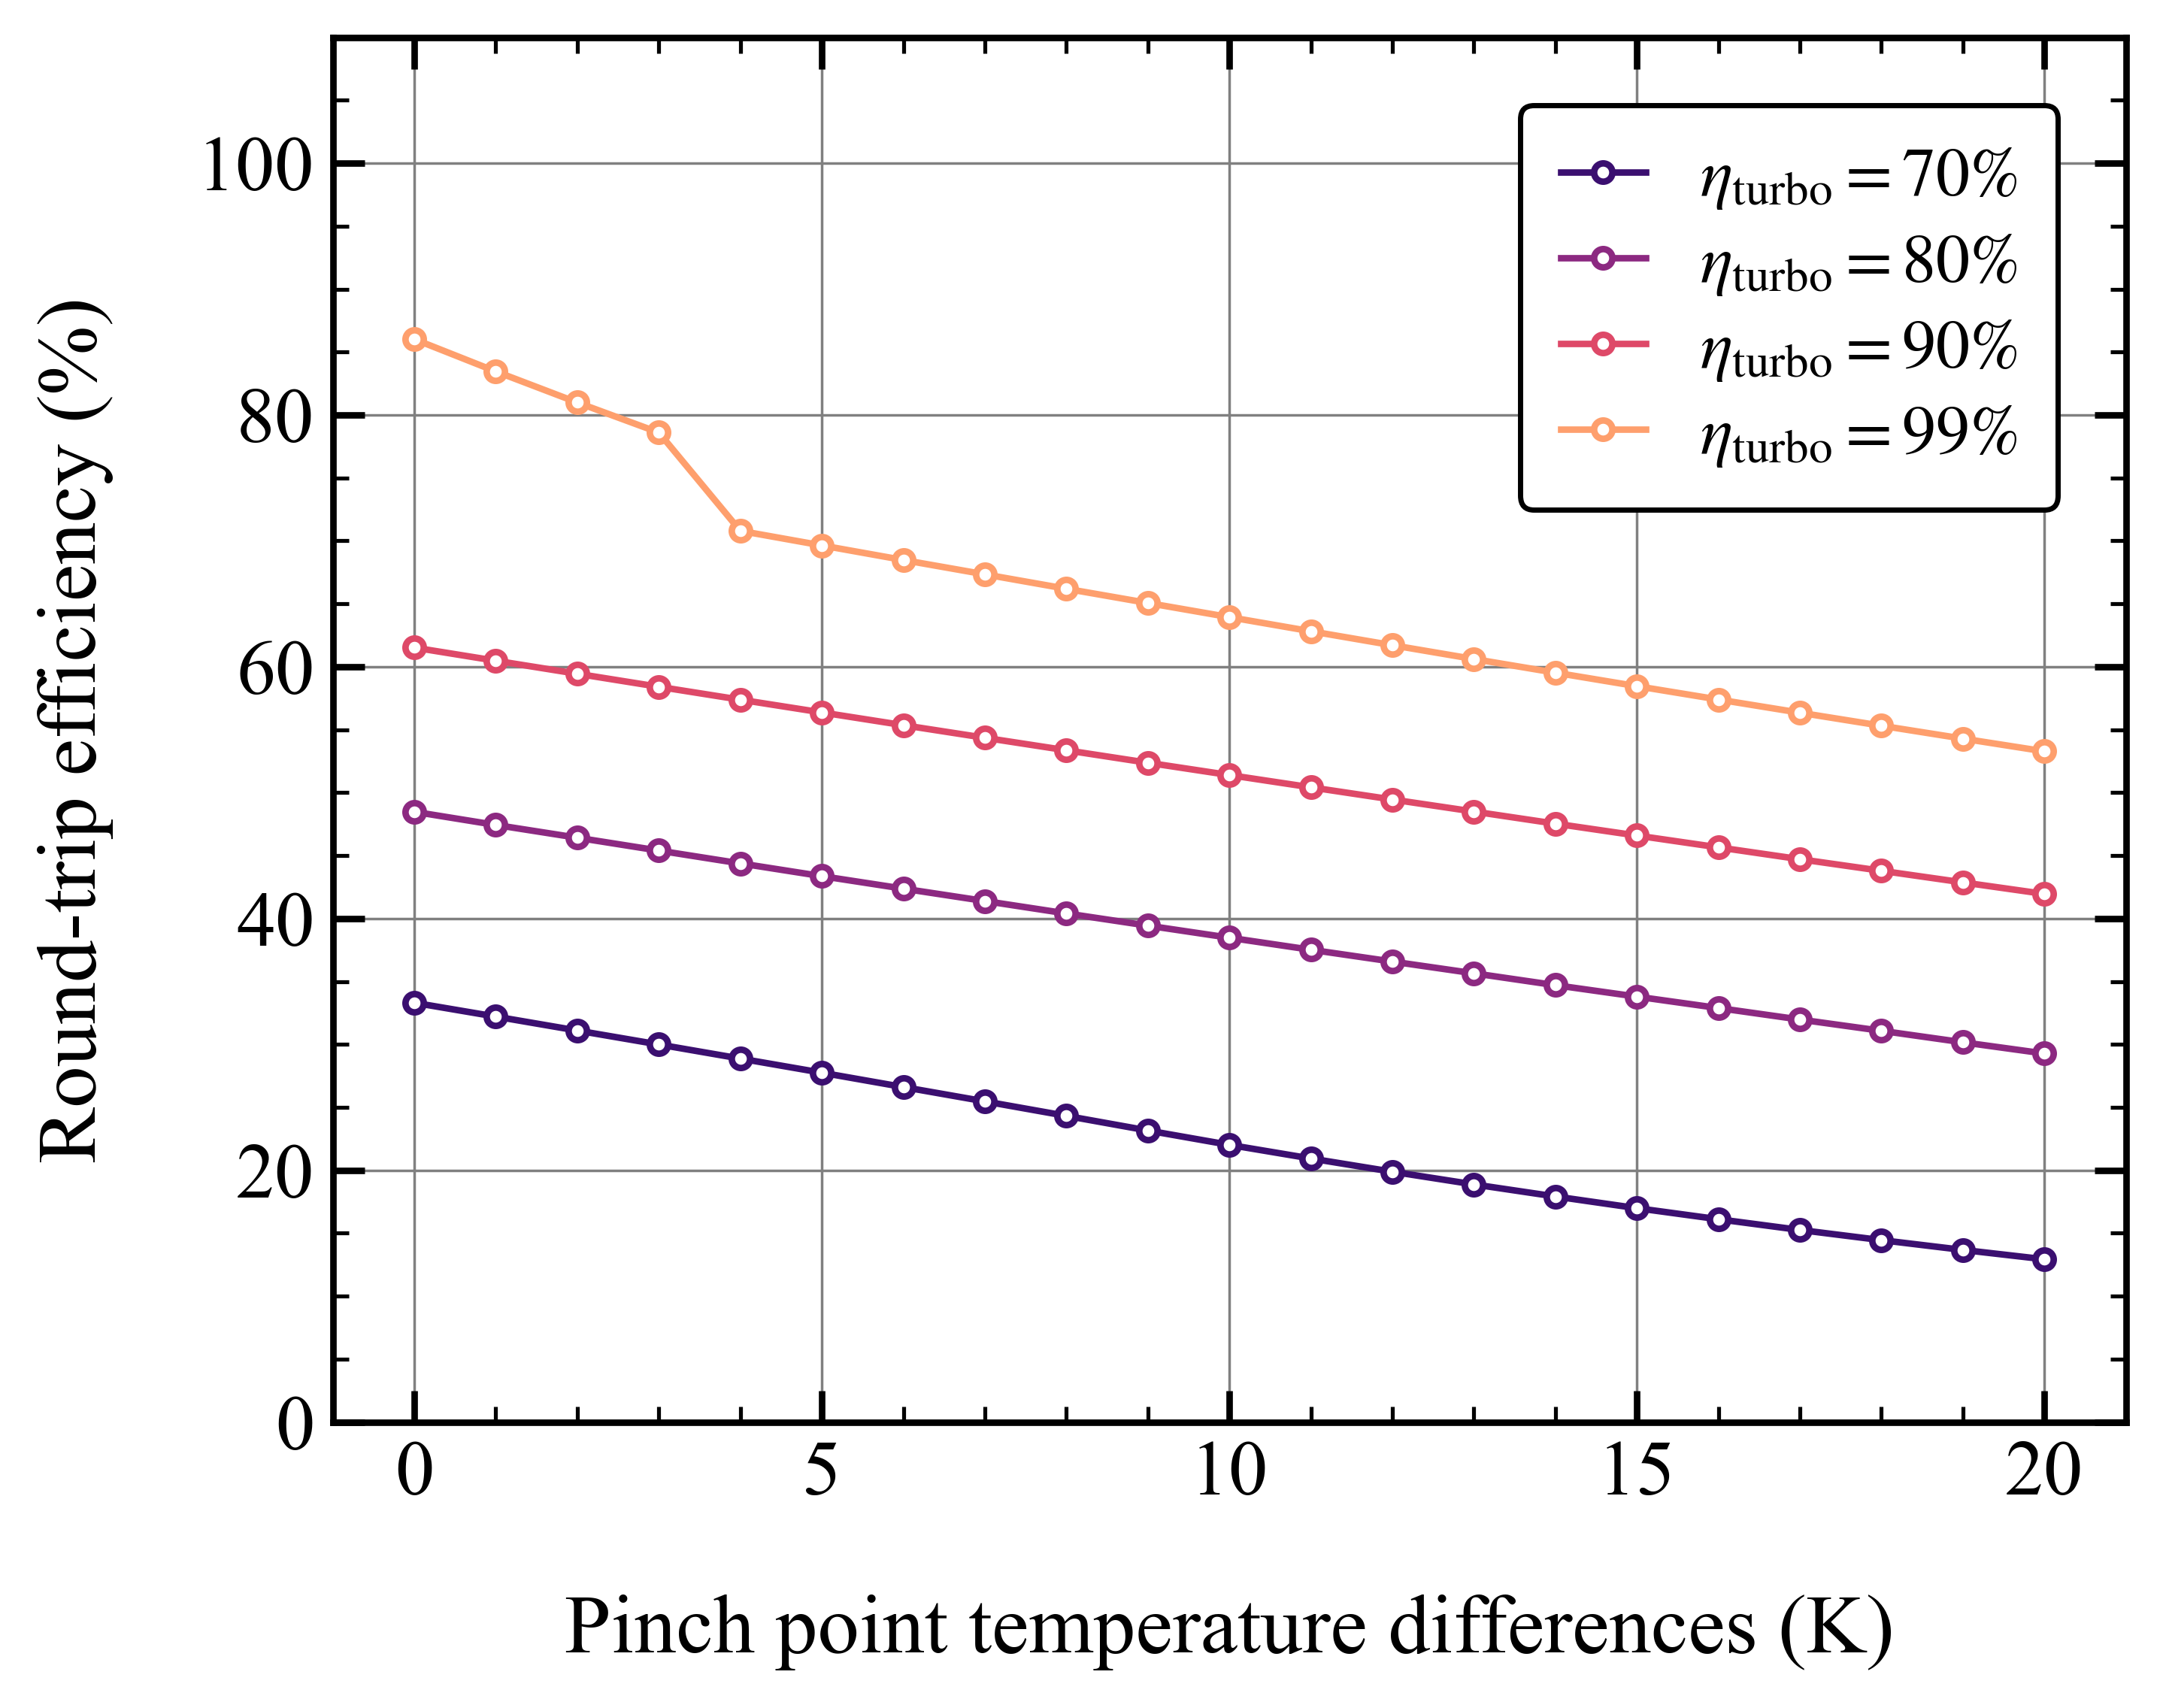 Round-trip efficiency (%)
100
80
60
40
20
0
η_turbo = 70%
η_turbo = 80%
η_turbo = 90%
η_turbo = 99%
0 5 10 15 20
Pinch point temperature differences (K)